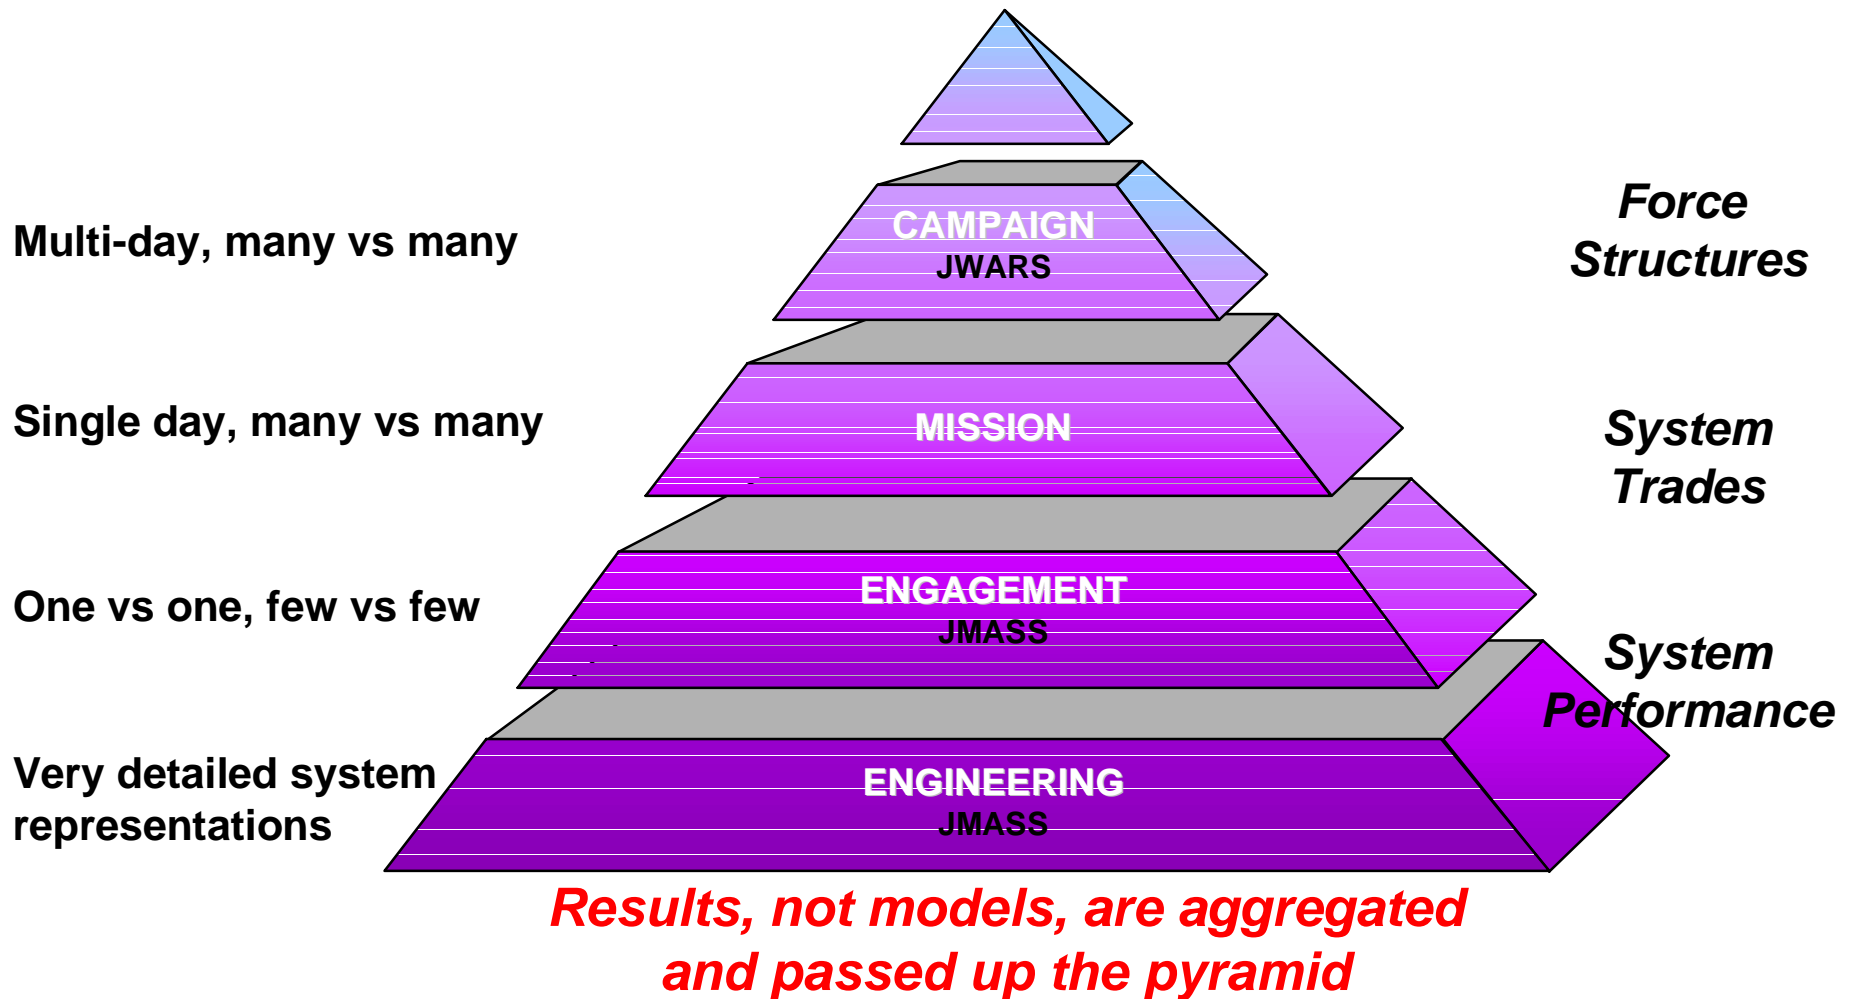 Multi-day, many vs many
CAMPAIGN
JWARS
Force
Structures
Single day, many vs many
MISSION
System
Trades
One vs one, few vs few
ENGAGEMENT
JMASS
System
Performance
Very detailed system
representations
ENGINEERING
JMASS
Results, not models, are aggregated
and passed up the pyramid